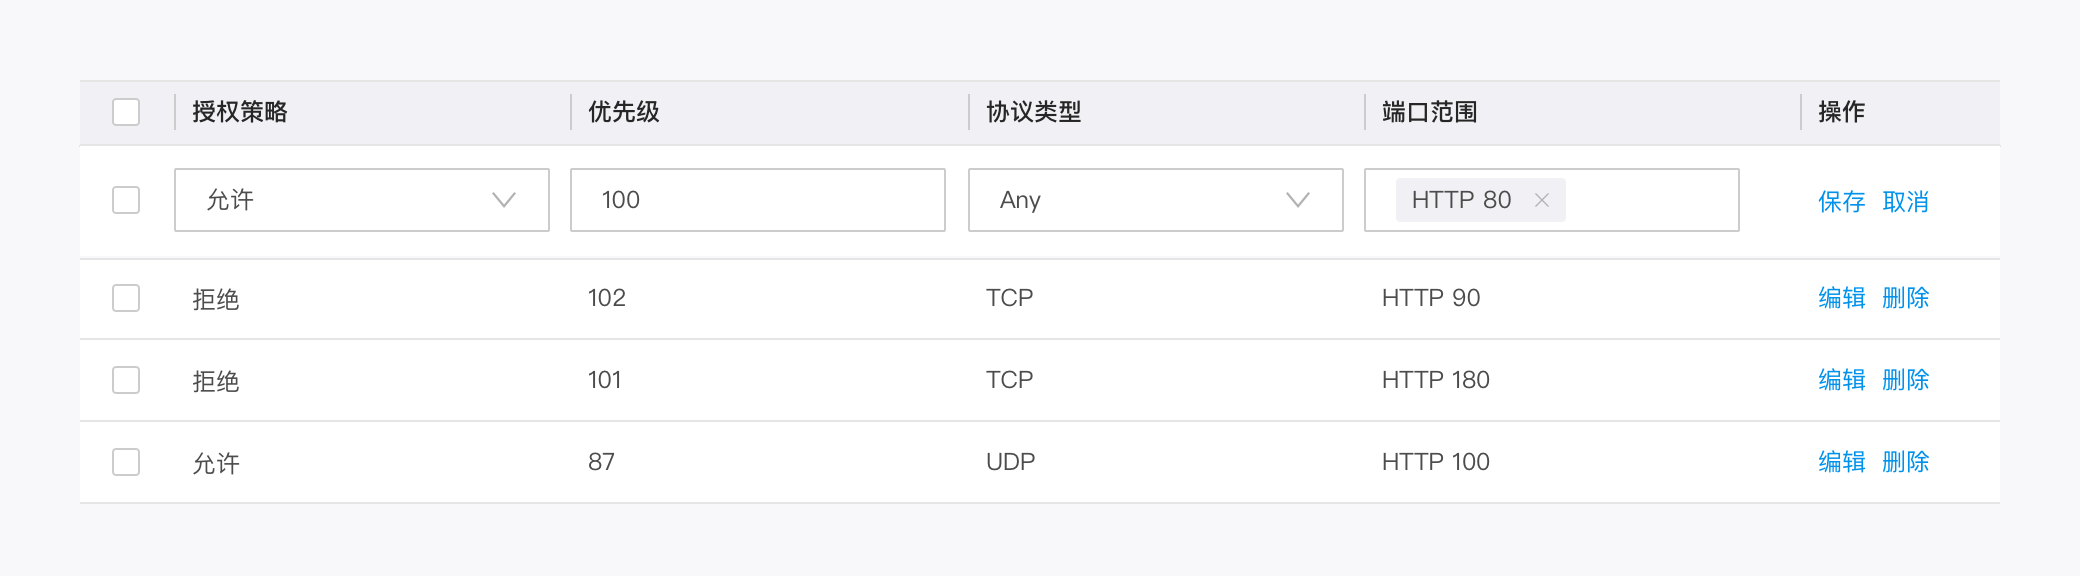 授权策略 优先级 协议类型 端口范围 操作
允许 100 Any HTTP 80 保存 取消
拒绝 102 TCP HTTP 90 编辑 删除
拒绝 101 TCP HTTP 180 编辑 删除
允许 87 UDP HTTP 100 编辑 删除